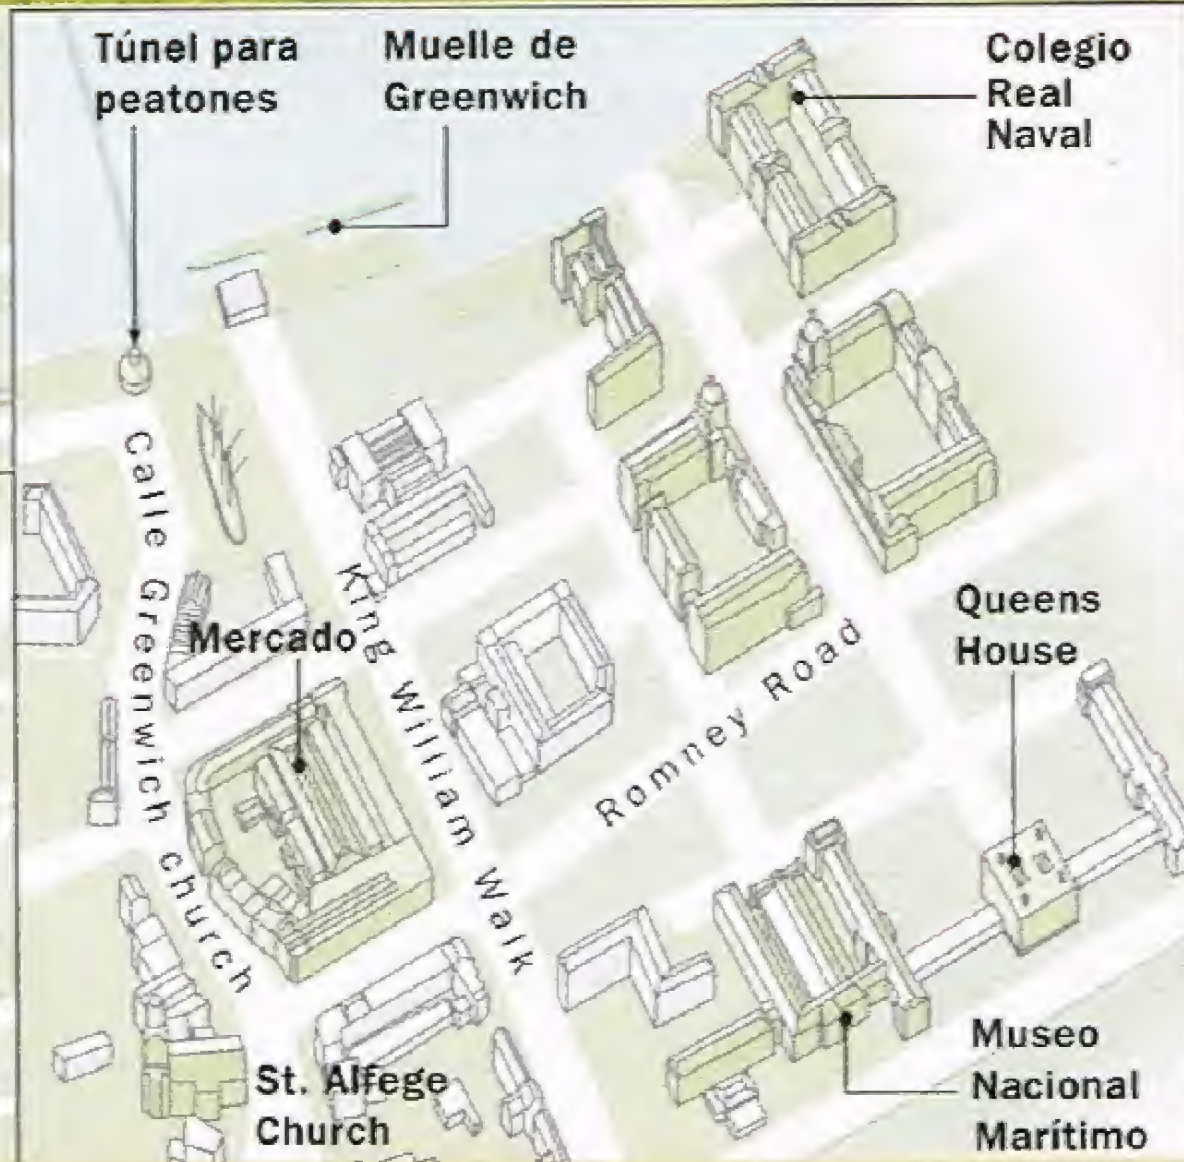 Túnel para
peatones
Muelle de
Greenwich
Colegio
Real
Naval
Calle Greenwich church
King William Walk
Mercado
Romney Road
Queens
House
St. Alfege
Church
Museo
Nacional
Marítimo